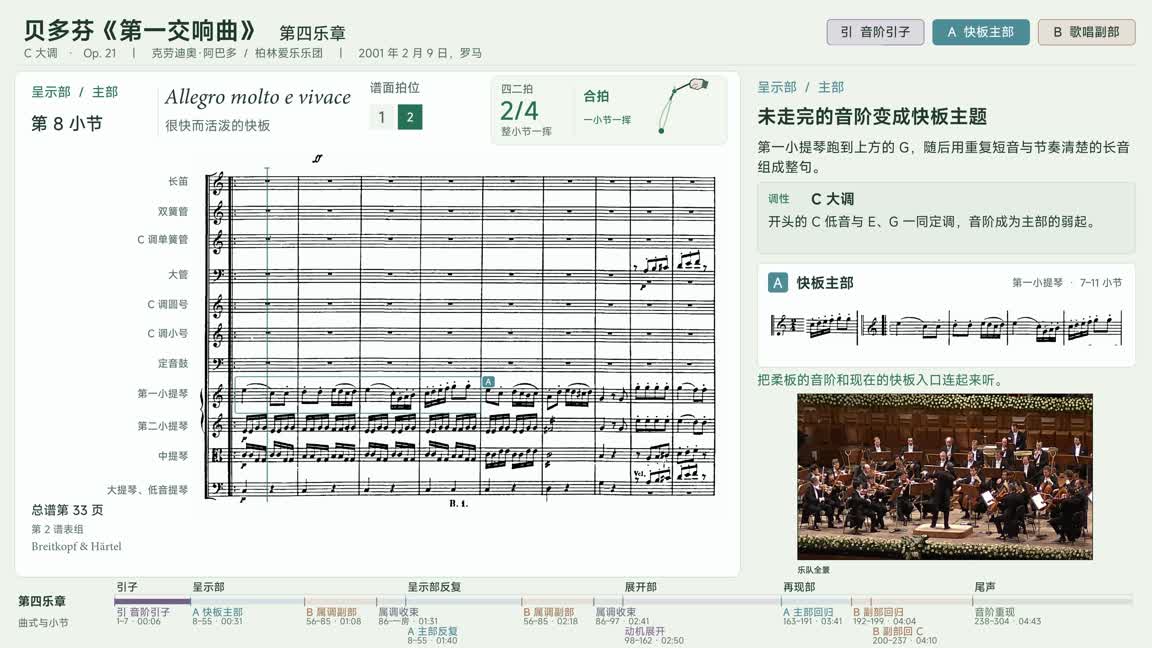 贝多芬《第一交响曲》 第四乐章
C 大调 · Op. 21 | 克劳迪奥·阿巴多 / 柏林爱乐乐团 | 2001 年 2 月 9 日，罗马
引 音阶引子
A 快板主部
B 歌唱副部
呈示部 / 主部
第 8 小节
Allegro molto e vivace
很快而活泼的快板
谱面拍位
1 2
四二拍
2/4
整小节一挥
合拍
一小节一挥
ff
长笛
双簧管
C 调单簧管
大管
p
C 调圆号
C 调小号
定音鼓
A
第一小提琴
第二小提琴
p
中提琴
p
Vcl.
大提琴、低音提琴
p
B. 1.
总谱第 33 页
第 2 谱表组
Breitkopf & Härtel
呈示部 / 主部
未走完的音阶变成快板主题
第一小提琴跑到上方的 G，随后用重复短音与节奏清楚的长音
组成整句。
调性 C 大调
开头的 C 低音与 E、G 一同定调，音阶成为主部的弱起。
A 快板主部 第一小提琴 · 7–11 小节
把柔板的音阶和现在的快板入口连起来听。
乐队全景
第四乐章
曲式与小节
引子 呈示部 呈示部反复 展开部 再现部 尾声
引 音阶引子
1–7 · 00:06
A 快板主部
8–55 · 00:31
B 属调副部
56–85 · 01:08
属调收束
86—一房 · 01:31
A 主部反复
8–55 · 01:40
B 属调副部
56–85 · 02:18
属调收束
86–97 · 02:41
动机展开
98–162 · 02:50
A 主部回归
163–191 · 03:41
B 副部回归
192–199 · 04:04
B 副部回 C
200–237 · 04:10
音阶重现
238–304 · 04:43